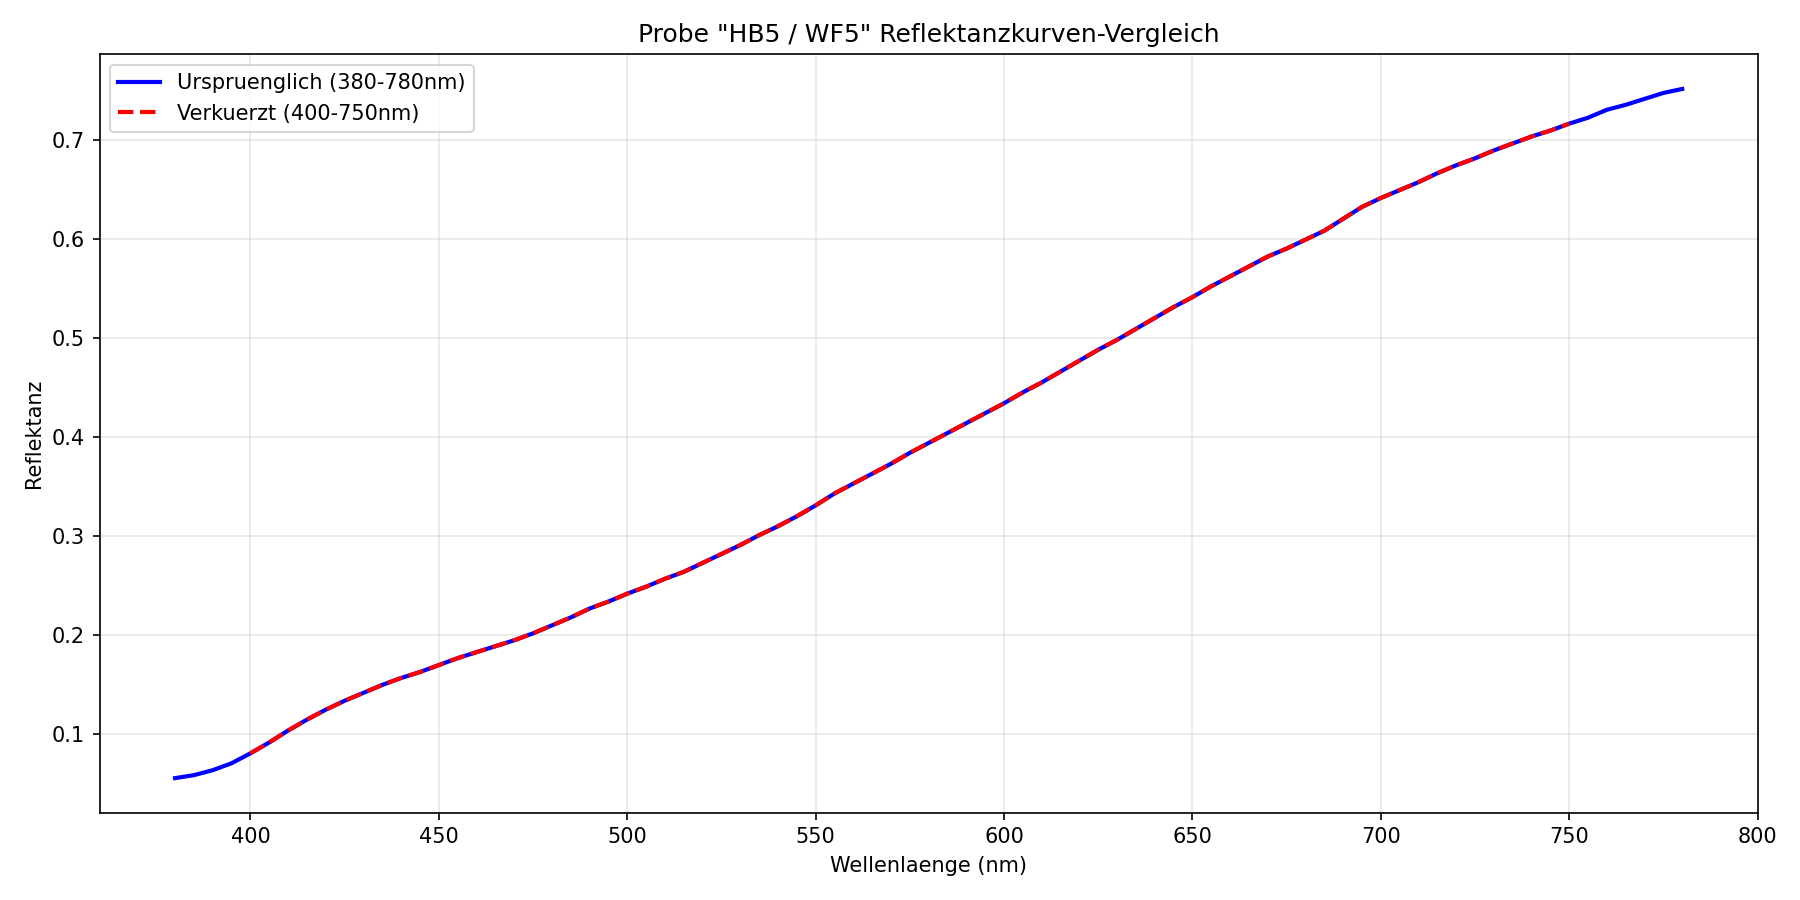 Probe "HB5 / WF5" Reflektanzkurven-Vergleich
Urspruenglich (380-780nm)
Verkuerzt (400-750nm)
Reflektanz
0.7
0.6
0.5
0.4
0.3
0.2
0.1
400 450 500 550 600 650 700 750 800
Wellenlaenge (nm)